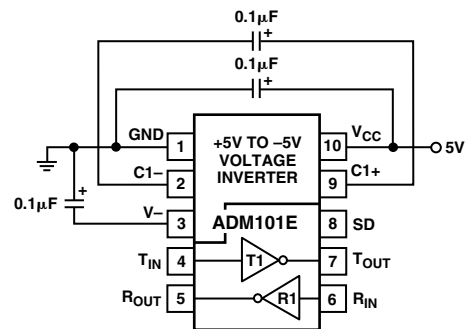 0.1μF
+
0.1μF
+
GND 1
+5V TO –5V
VOLTAGE
INVERTER
10 VCC
5V
C1– 2
9 C1+
0.1μF
+
V– 3
ADM101E
8 SD
TIN 4
T1
7 TOUT
ROUT 5
R1
6 RIN